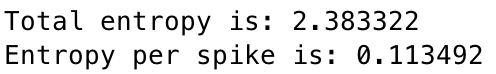 Total entropy is: 2.383322
Entropy per spike is: 0.113492